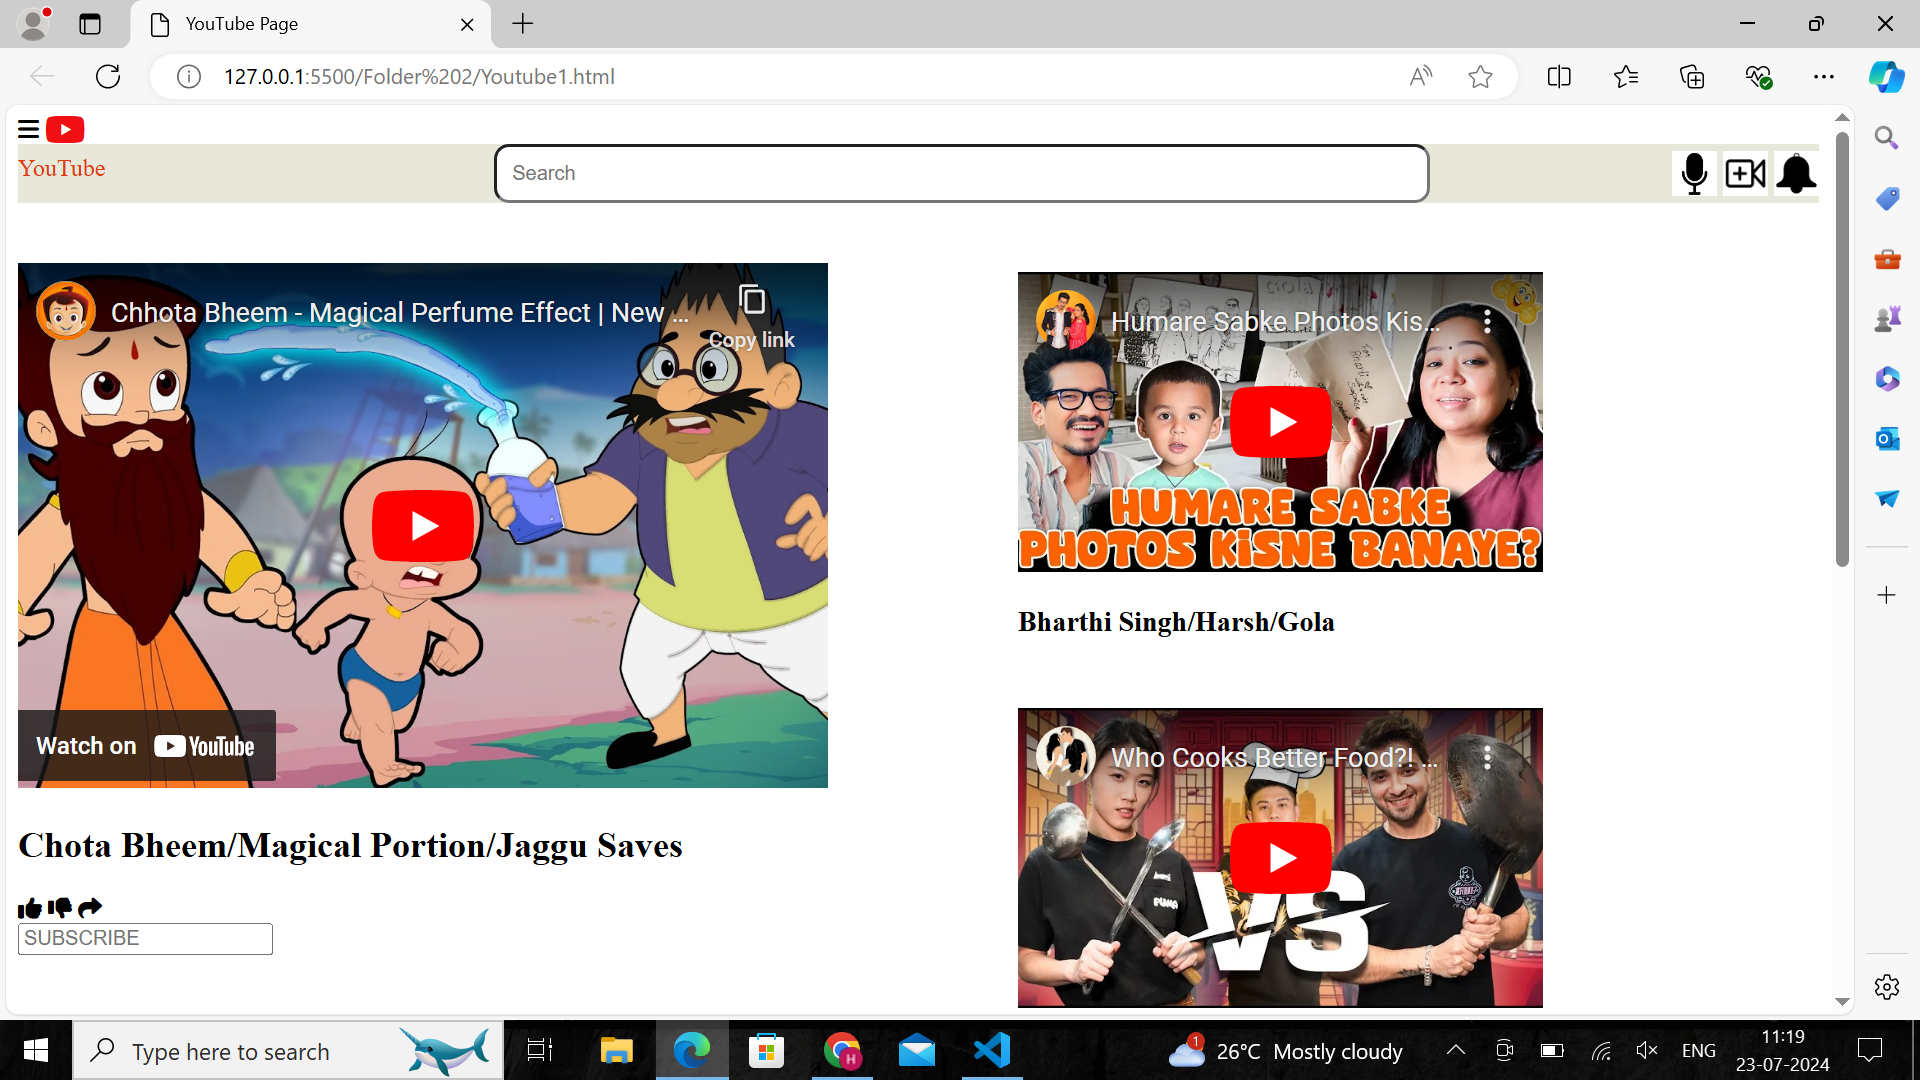 YouTube Page
127.0.0.1:5500/Folder%202/Youtube1.html
YouTube
Search
Chhota Bheem - Magical Perfume Effect | New ...
Copy link
Watch on YouTube
Chota Bheem/Magical Portion/Jaggu Saves
SUBSCRIBE
Humare Sabke Photos Kis...
GOLA
HUMARE SABKE
PHOTOS KiSNE BANAYE?
Bharthi Singh/Harsh/Gola
Who Cooks Better Food?! ...
PUMA
VS
Type here to search
H
1
26°C Mostly cloudy
ENG
11:19
23-07-2024